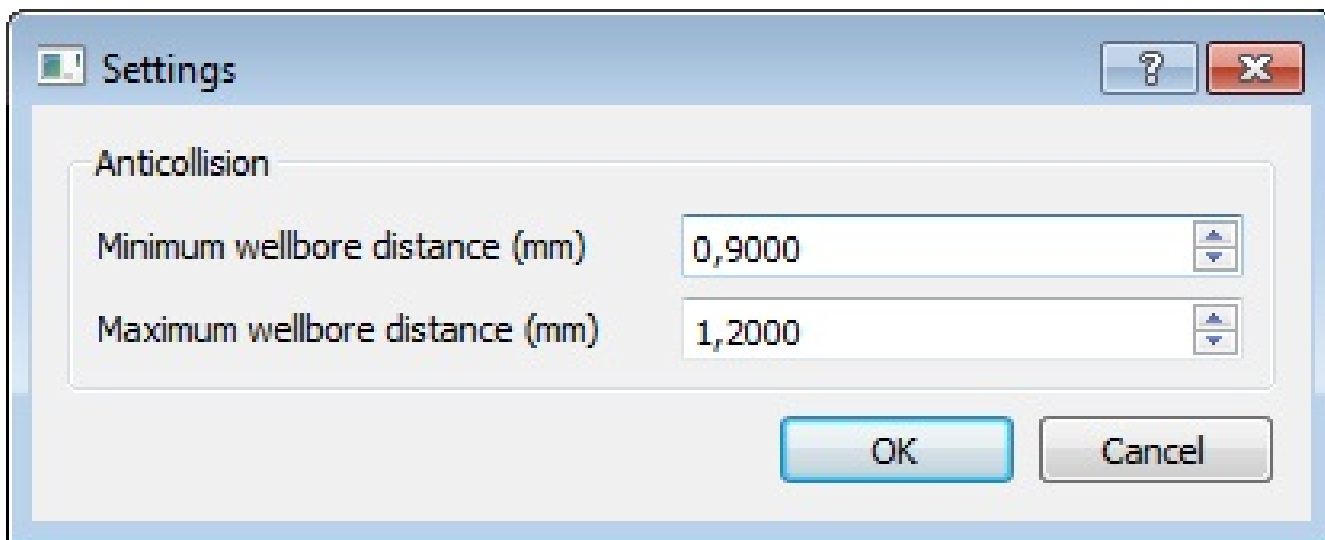 Settings
Anticollision
Minimum wellbore distance (mm) 0,9000
Maximum wellbore distance (mm) 1,2000
OK Cancel